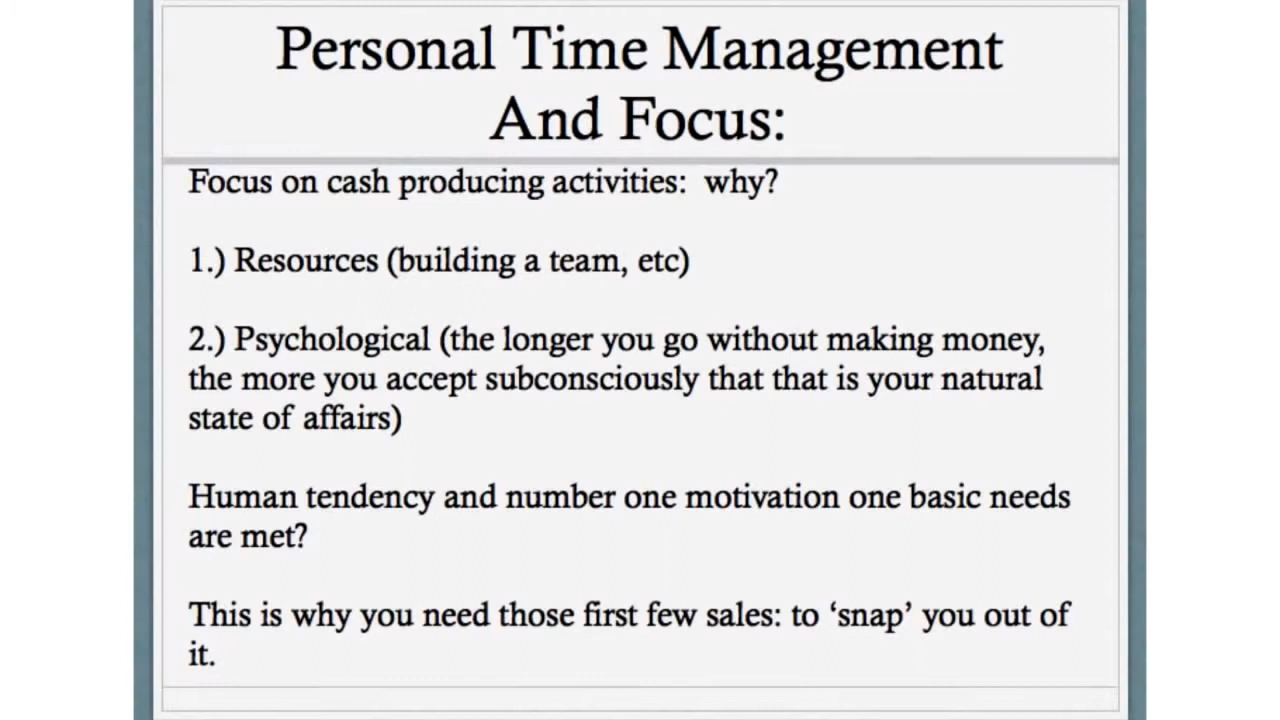 Personal Time Management
And Focus:
Focus on cash producing activities:  why?
1.) Resources (building a team, etc)
2.) Psychological (the longer you go without making money,
the more you accept subconsciously that that is your natural
state of affairs)
Human tendency and number one motivation one basic needs
are met?
This is why you need those first few sales: to ‘snap’ you out of
it.